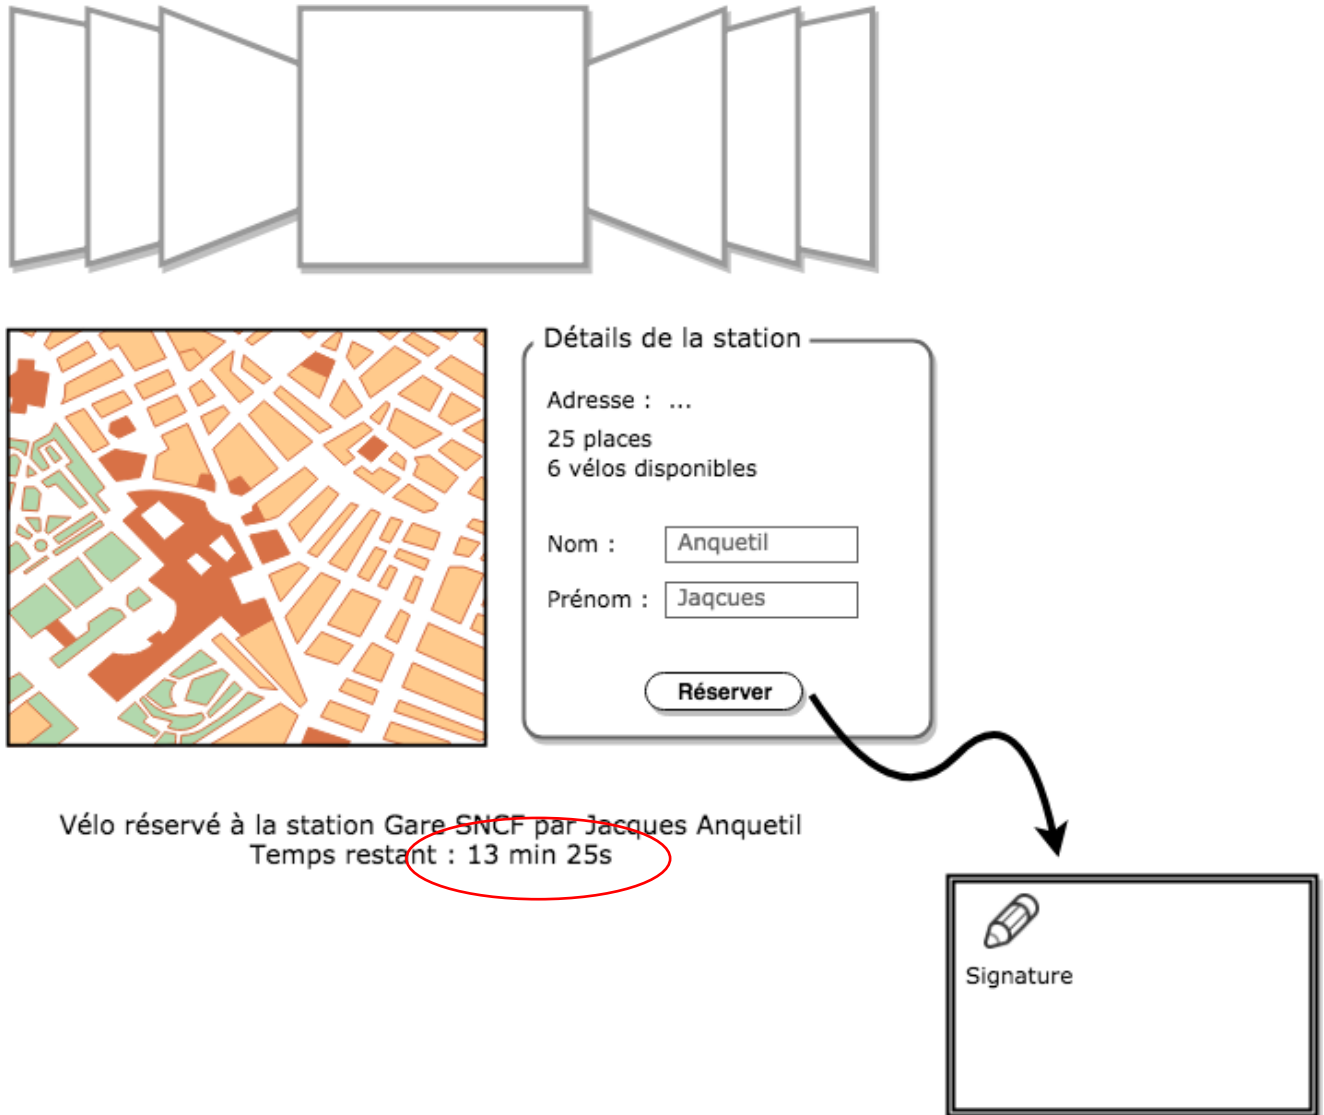 Détails de la station
Adresse : ...
25 places
6 vélos disponibles
Nom : Anquetil
Prénom : Jaqcues
Réserver
Vélo réservé à la station Gare SNCF par Jacques Anquetil
Temps restant : 13 min 25s
Signature